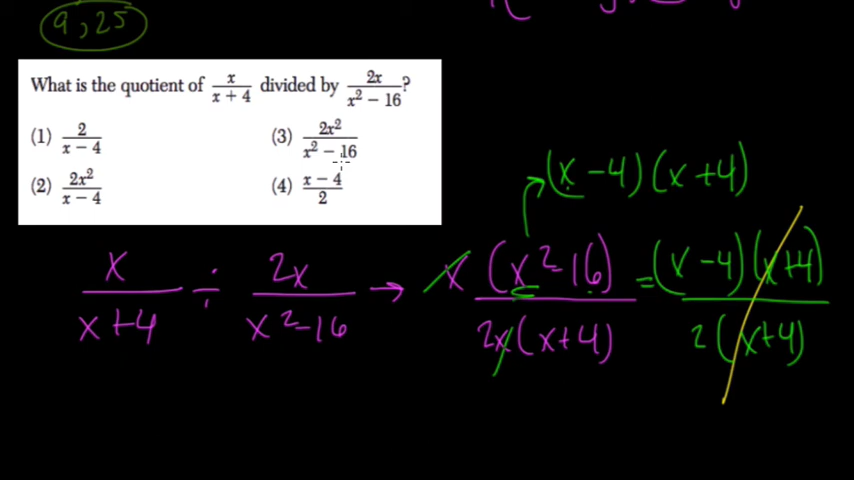 9, 25
What is the quotient of x/(x + 4) divided by 2x/(x² − 16)?
(1) 2/(x − 4)
(3) 2x²/(x² − 16)
(2) 2x²/(x − 4)
(4) (x − 4)/2
(x − 4)(x + 4)
x/(x+4) ÷ 2x/(x²−16) → x(x²−16)/2x(x+4) = (x−4)(x+4)/2(x+4)